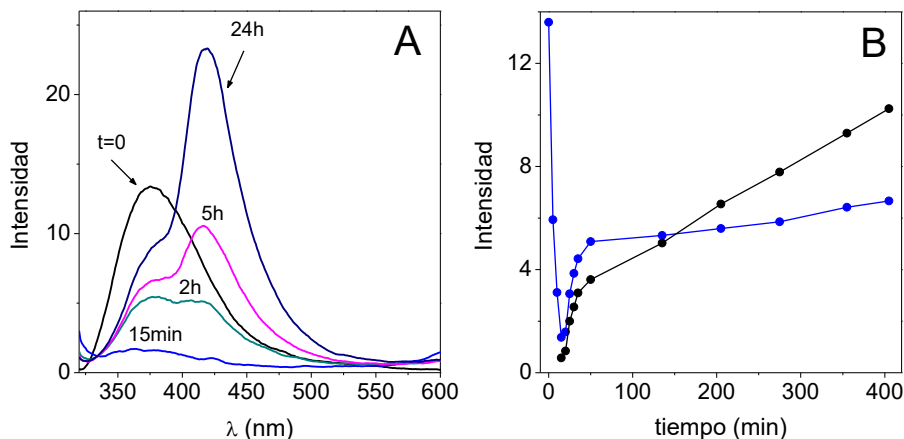 A
24h
t=0
5h
2h
15min
20
10
0
350
400
450
500
550
600
Intensidad
λ (nm)
B
12
8
4
0
0
100
200
300
400
Intensidad
tiempo (min)